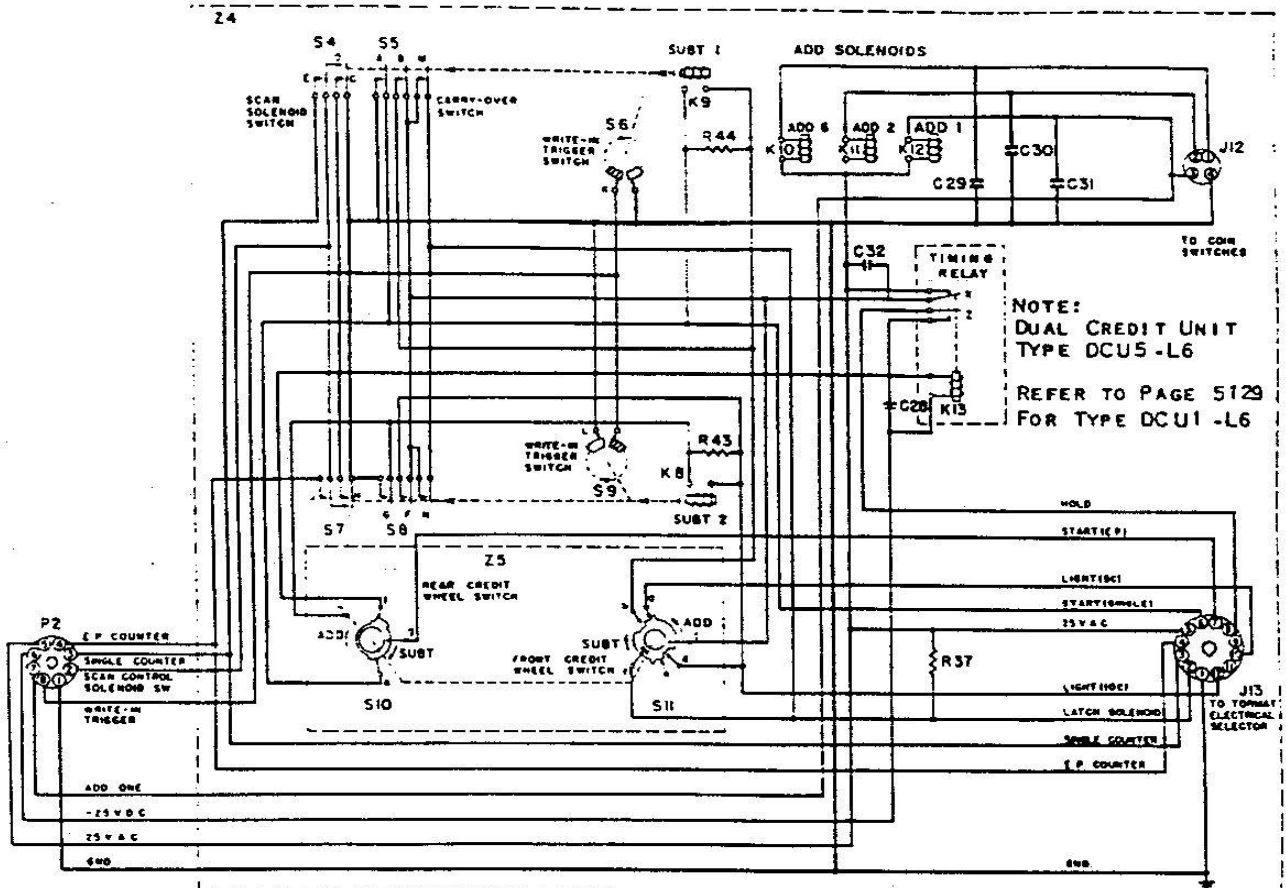 Z4
S4
S5
SUBT 1
ADD SOLENOIDS
2
A
B
M
E
C
SCAN
SOLENOID
SWITCH
CARRY-OVER
SWITCH
K9
S6
R44
WRITE-IN
TRIGGER
SWITCH
K
ADD 6
ADD 2
ADD 1
K10
K11
K12
J12
C29
C30
C31
TO COIN
SWITCHES
C32
TIMING
RELAY
X
Z
NOTE:
DUAL CREDIT UNIT
TYPE DCU5-L6
REFER TO PAGE 5129
FOR TYPE DCU1-L6
C28
K13
WRITE-IN
TRIGGER
SWITCH
L
S9
R43
K8
SUBT 2
S7
G
F
N
S8
HOLD
START(EP)
Z5
REAR CREDIT
WHEEL SWITCH
LIGHT(5C)
START(SINGLE)
25 V A C
P2
E P COUNTER
SINGLE COUNTER
SCAN CONTROL
SOLENOID SW
WRITE-IN
TRIGGER
ADD
SUBT
SUBT
ADD
FRONT CREDIT
WHEEL SWITCH
R37
S10
S11
LIGHT(10C)
LATCH SOLENOID
J13
TO TORMAT
ELECTRICAL
SELECTOR
SINGLE COUNTER
E P COUNTER
ADD ONE
-25 V D C
25 V A C
GND
GND